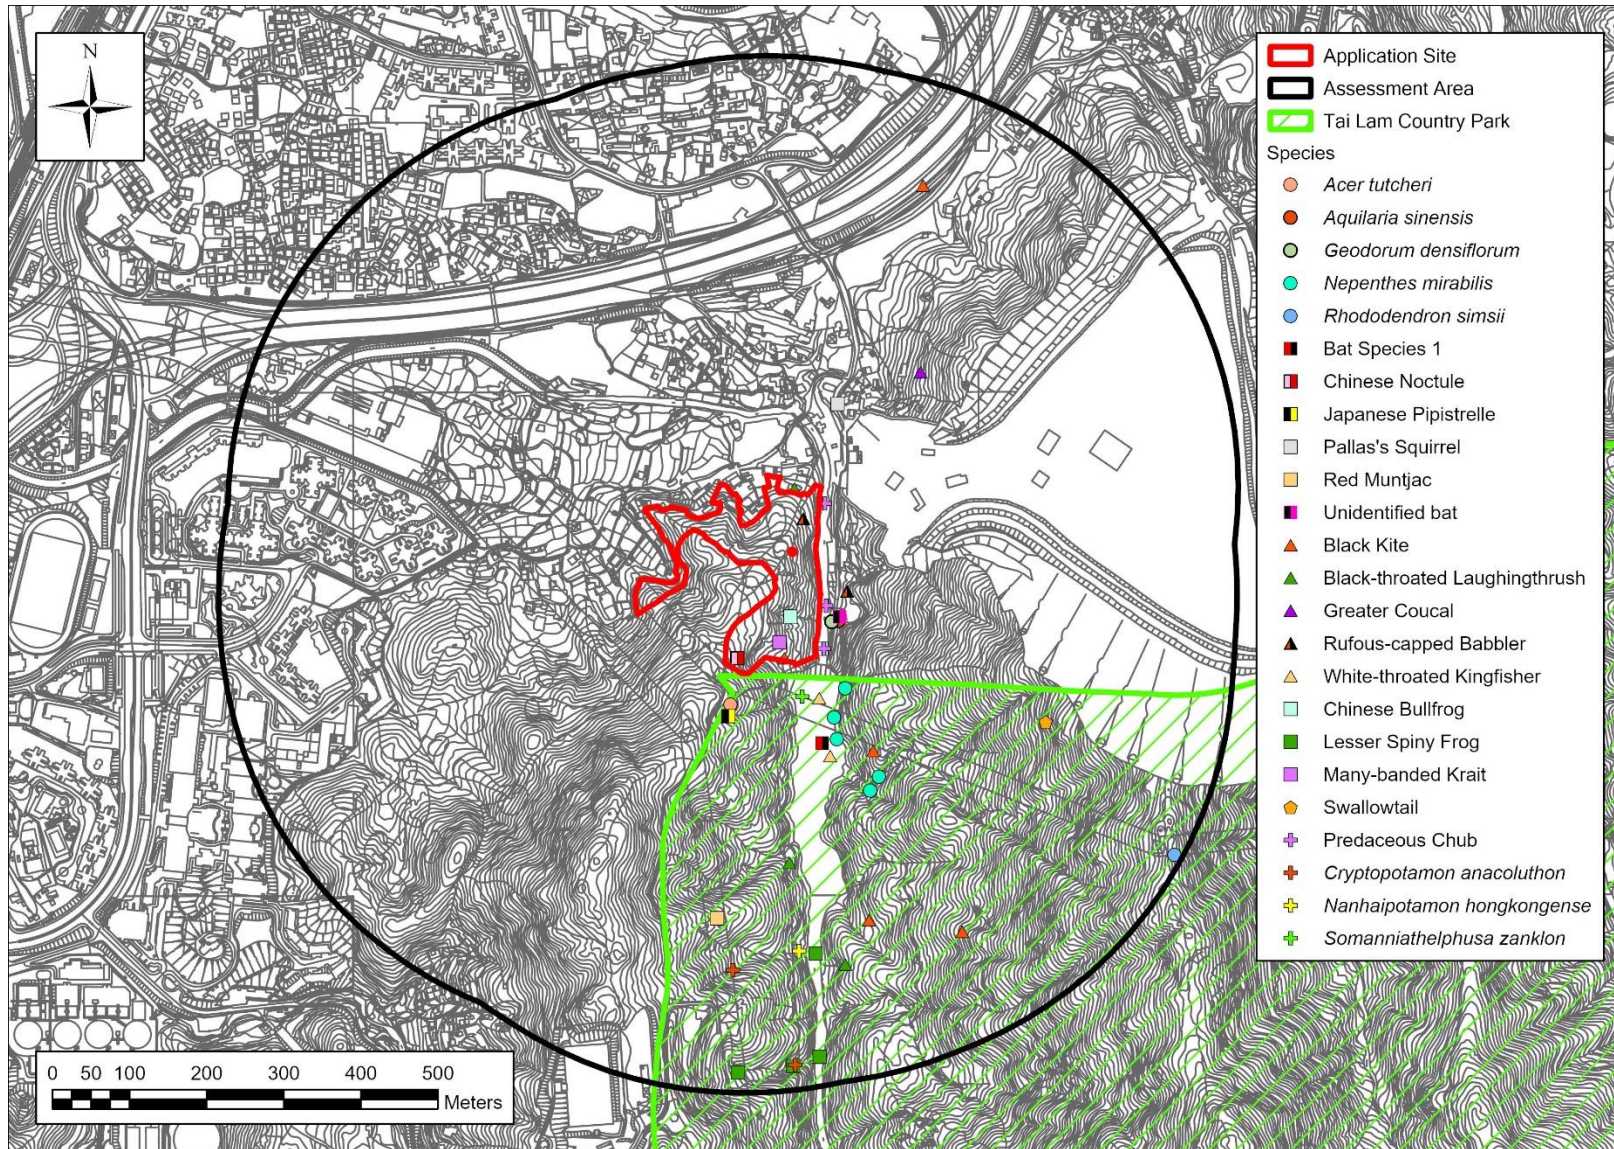 N
Application Site
Assessment Area
Tai Lam Country Park
Species
Acer tutcheri
Aquilaria sinensis
Geodorum densiflorum
Nepenthes mirabilis
Rhododendron simsii
Bat Species 1
Chinese Noctule
Japanese Pipistrelle
Pallas's Squirrel
Red Muntjac
Unidentified bat
Black Kite
Black-throated Laughingthrush
Greater Coucal
Rufous-capped Babbler
White-throated Kingfisher
Chinese Bullfrog
Lesser Spiny Frog
Many-banded Krait
Swallowtail
Predaceous Chub
Cryptopotamon anacoluthon
Nanhaipotamon hongkongense
Somanniathelphusa zanklon
0 50 100 200 300 400 500
Meters